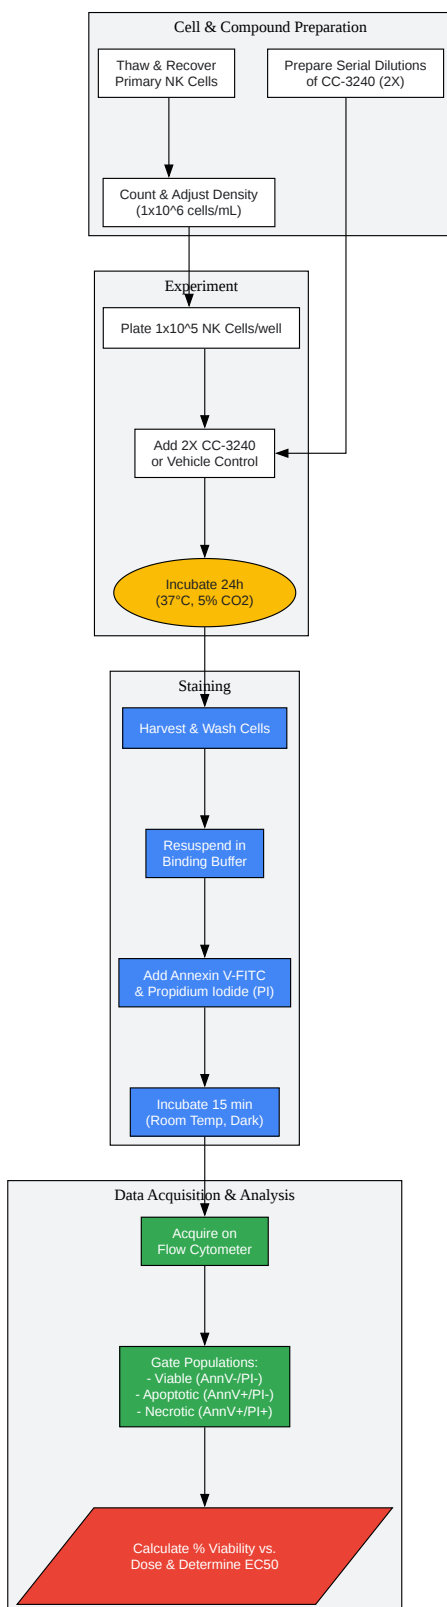 Cell & Compound Preparation
Thaw & Recover
Primary NK Cells
Prepare Serial Dilutions
of CC-3240 (2X)
Count & Adjust Density
(1x10^6 cells/mL)
Experiment
Plate 1x10^5 NK Cells/well
Add 2X CC-3240
or Vehicle Control
Incubate 24h
(37°C, 5% CO2)
Staining
Harvest & Wash Cells
Resuspend in
Binding Buffer
Add Annexin V-FITC
& Propidium Iodide (PI)
Incubate 15 min
(Room Temp, Dark)
Data Acquisition & Analysis
Acquire on
Flow Cytometer
Gate Populations:
- Viable (AnnV-/PI-)
- Apoptotic (AnnV+/PI-)
- Necrotic (AnnV+/PI+)
Calculate % Viability vs.
Dose & Determine EC50